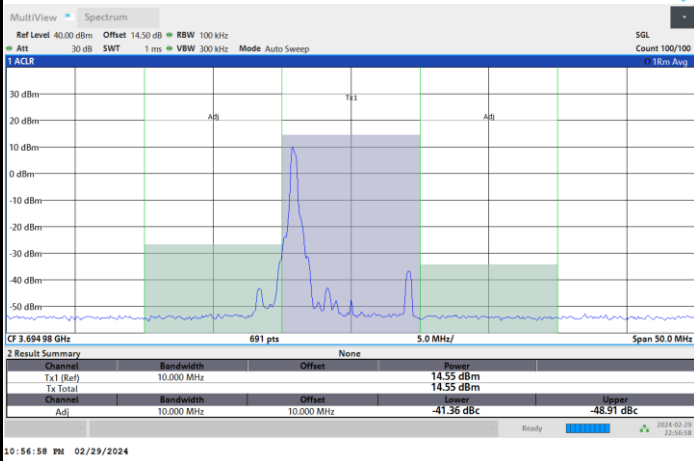 MultiView Spectrum
Ref Level 40.00 dBm Offset 14.50 dB RBW 100 kHz SGL
Att 30 dB SWT 1 ms VBW 300 kHz Mode Auto Sweep Count 100/100
1 ACLR 1Rm Avg
30 dBm
Tx1
20 dBm
Adj Adj
10 dBm
0 dBm
-10 dBm
-20 dBm
-30 dBm
-40 dBm
-50 dBm
CF 3.694 98 GHz 691 pts 5.0 MHz/ Span 50.0 MHz
2 Result Summary None
Channel Bandwidth Offset Power
Tx1 (Ref) 10.000 MHz 14.55 dBm
Tx Total 14.55 dBm
Channel Bandwidth Offset Lower Upper
Adj 10.000 MHz 10.000 MHz -41.36 dBc -48.91 dBc
Ready 2024-02-29
22:56:58
10:56:58 PM 02/29/2024